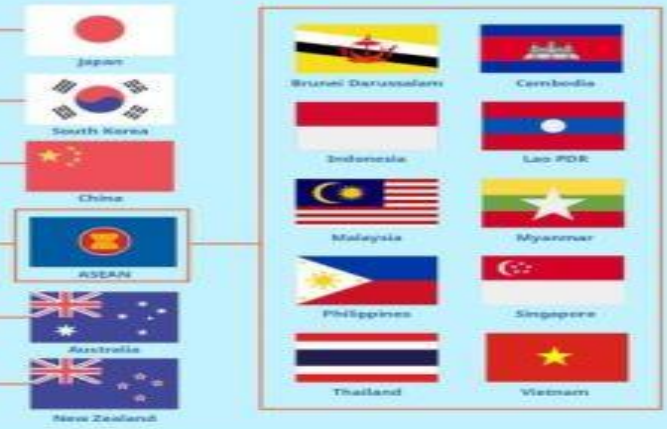 Japan
South Korea
China
ASEAN
Australia
New Zealand
Brunei Darussalam
Cambodia
Indonesia
Lao PDR
Malaysia
Myanmar
Philippines
Singapore
Thailand
Vietnam